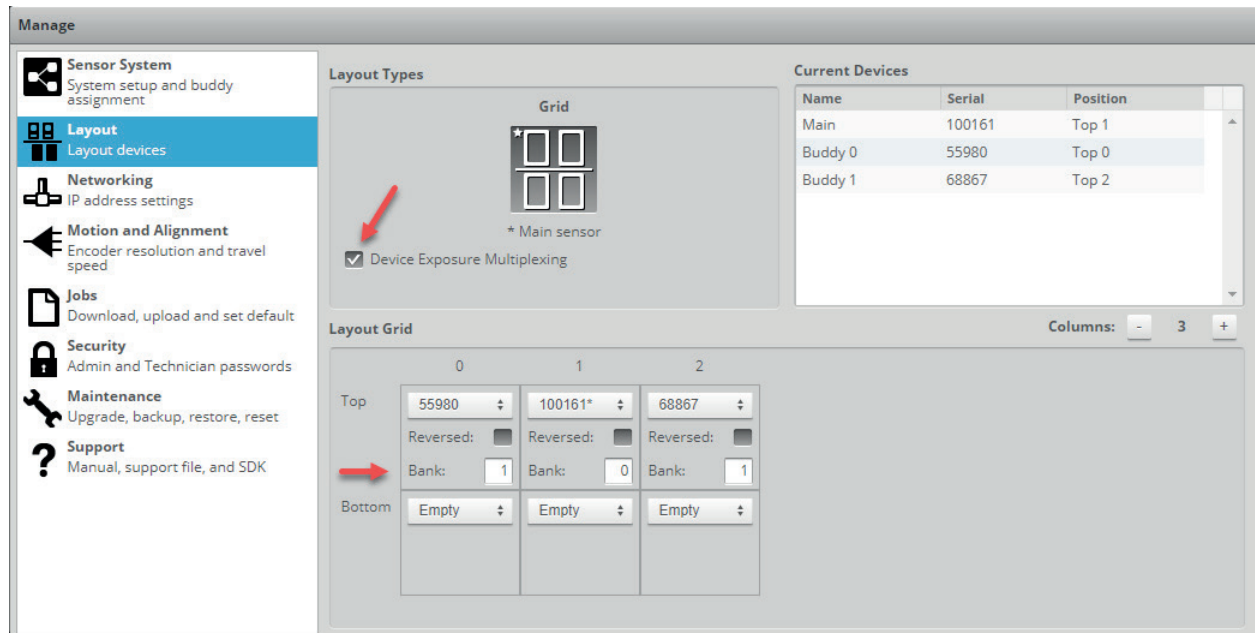 Manage
Sensor System
System setup and buddy
assignment
Layout
Layout devices
Networking
IP address settings
Motion and Alignment
Encoder resolution and travel
speed
Jobs
Download, upload and set default
Security
Admin and Technician passwords
Maintenance
Upgrade, backup, restore, reset
Support
Manual, support file, and SDK
Layout Types
Grid
* Main sensor
Device Exposure Multiplexing
Current Devices
Name Serial Position
Main 100161 Top 1
Buddy 0 55980 Top 0
Buddy 1 68867 Top 2
Layout Grid
Columns: - 3 +
0 1 2
Top 55980 100161* 68867
Reversed: Reversed: Reversed:
Bank: 1 Bank: 0 Bank: 1
Bottom Empty Empty Empty